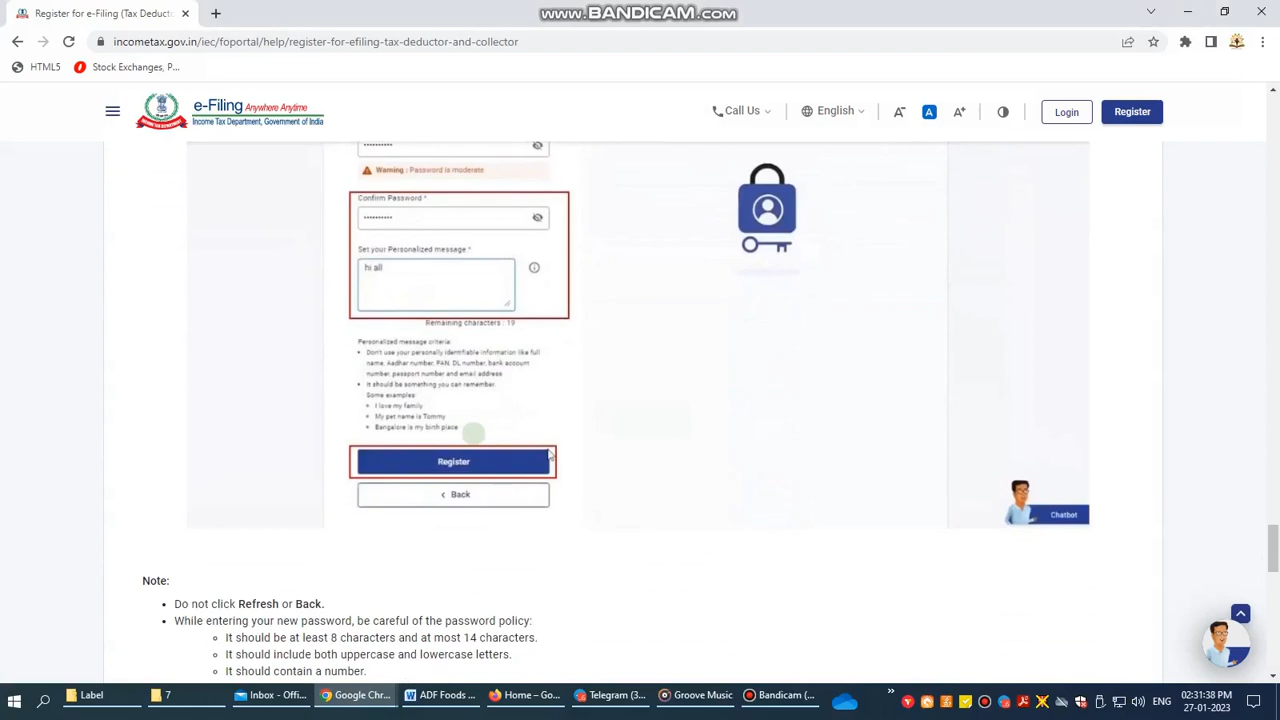 Register for e-Filing (Tax Deduct
www.BANDICAM.com
incometax.gov.in/iec/foportal/help/register-for-efiling-tax-deductor-and-collector
HTML5 Stock Exchanges, P...
e-Filing Anywhere Anytime
Income Tax Department, Government of India
Call Us English A- A A+ Login Register
Warning : Password is moderate
Confirm Password *
Set your Personalized message *
hi all
Remaining characters : 19
Personalized message criteria:
Don't use your personally identifiable information like full
name, Aadhar number, PAN, DL number, bank account
number, passport number and email address.
It should be something you can remember.
Some examples:
I love my family
My pet name is Tommy
Bangalore is my birth place
Register
Back
Chatbot
Note:
Do not click Refresh or Back.
While entering your new password, be careful of the password policy:
It should be at least 8 characters and at most 14 characters.
It should include both uppercase and lowercase letters.
It should contain a number.
Label 7 Inbox - Offi... Google Chr... ADF Foods ... Home – Go... Telegram (3... Groove Music Bandicam (... ENG 02:31:38 PM
27-01-2023